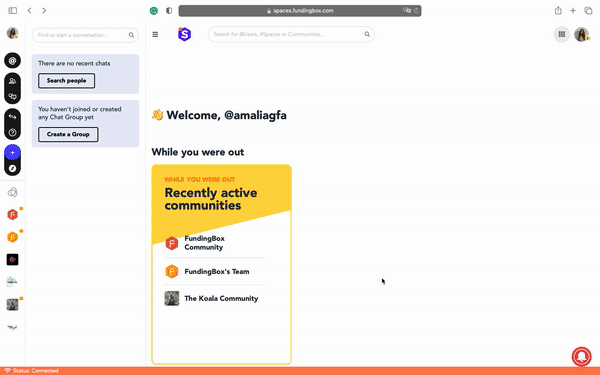 spaces.fundingbox.com
Find or start a conversation...
Search for @Users, #Spaces or Communities...
There are no recent chats
Search people
You haven't joined or created
any Chat Group yet
Create a Group
👋 Welcome, @amaliagfa
While you were out
WHILE YOU WERE OUT
Recently active
communities
FundingBox
Community
FundingBox's Team
The Koala Community
Status: Connected